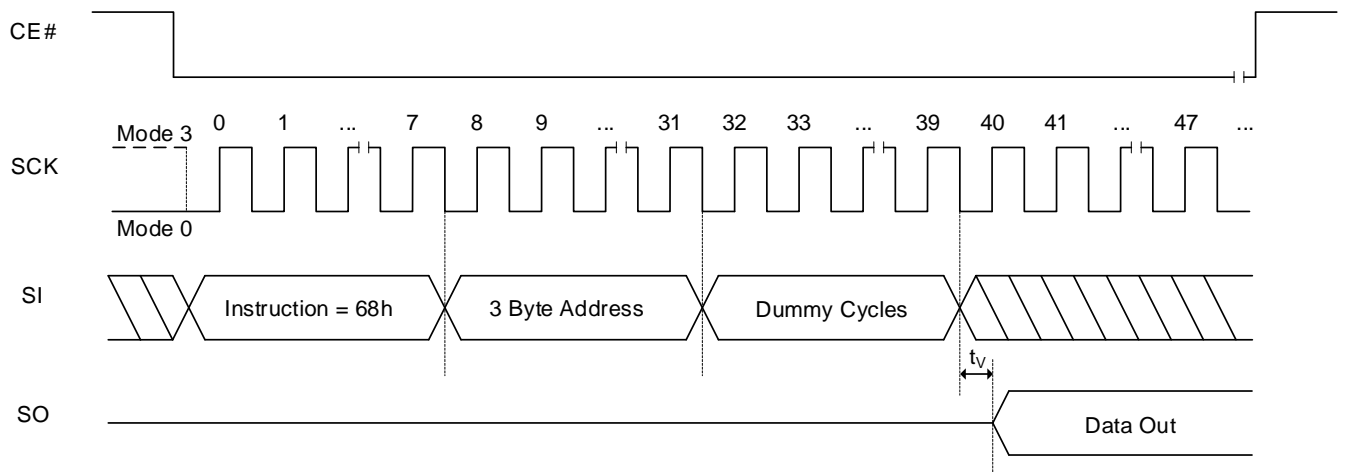 CE#
Mode 3 0 1 ... 7 8 9 ... 31 32 33 ... 39 40 41 ... 47 ...
SCK
Mode 0
SI Instruction = 68h 3 Byte Address Dummy Cycles
tV
SO Data Out